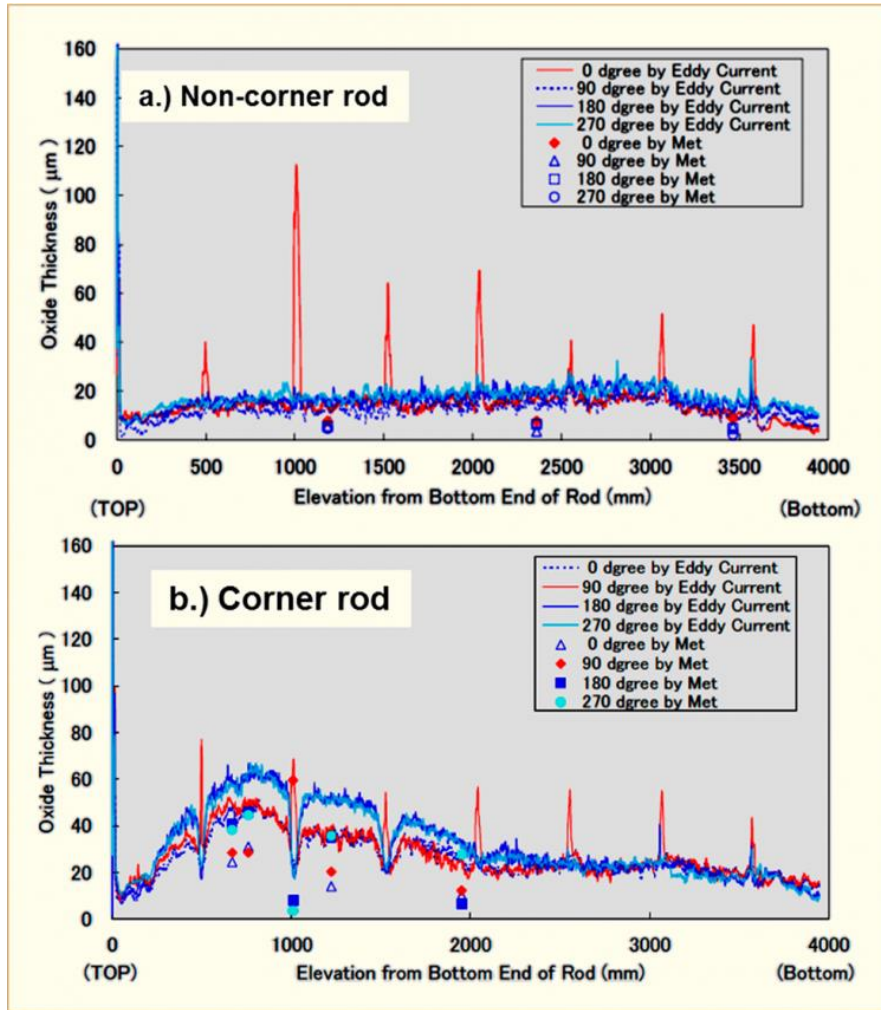 a.) Non-corner rod
0 dgree by Eddy Current
90 dgree by Eddy Current
180 dgree by Eddy Current
270 dgree by Eddy Current
0 dgree by Met
90 dgree by Met
180 dgree by Met
270 dgree by Met
Oxide Thickness ( μm )
160
140
120
100
80
60
40
20
0
0 500 1000 1500 2000 2500 3000 3500 4000
(TOP) Elevation from Bottom End of Rod (mm) (Bottom)
b.) Corner rod
0 dgree by Eddy Current
90 dgree by Eddy Current
180 dgree by Eddy Current
270 dgree by Eddy Current
0 dgree by Met
90 dgree by Met
180 dgree by Met
270 dgree by Met
Oxide Thickness ( μm )
160
140
120
100
80
60
40
20
0
0 1000 2000 3000 4000
(TOP) Elevation from Bottom End of Rod (mm) (Bottom)